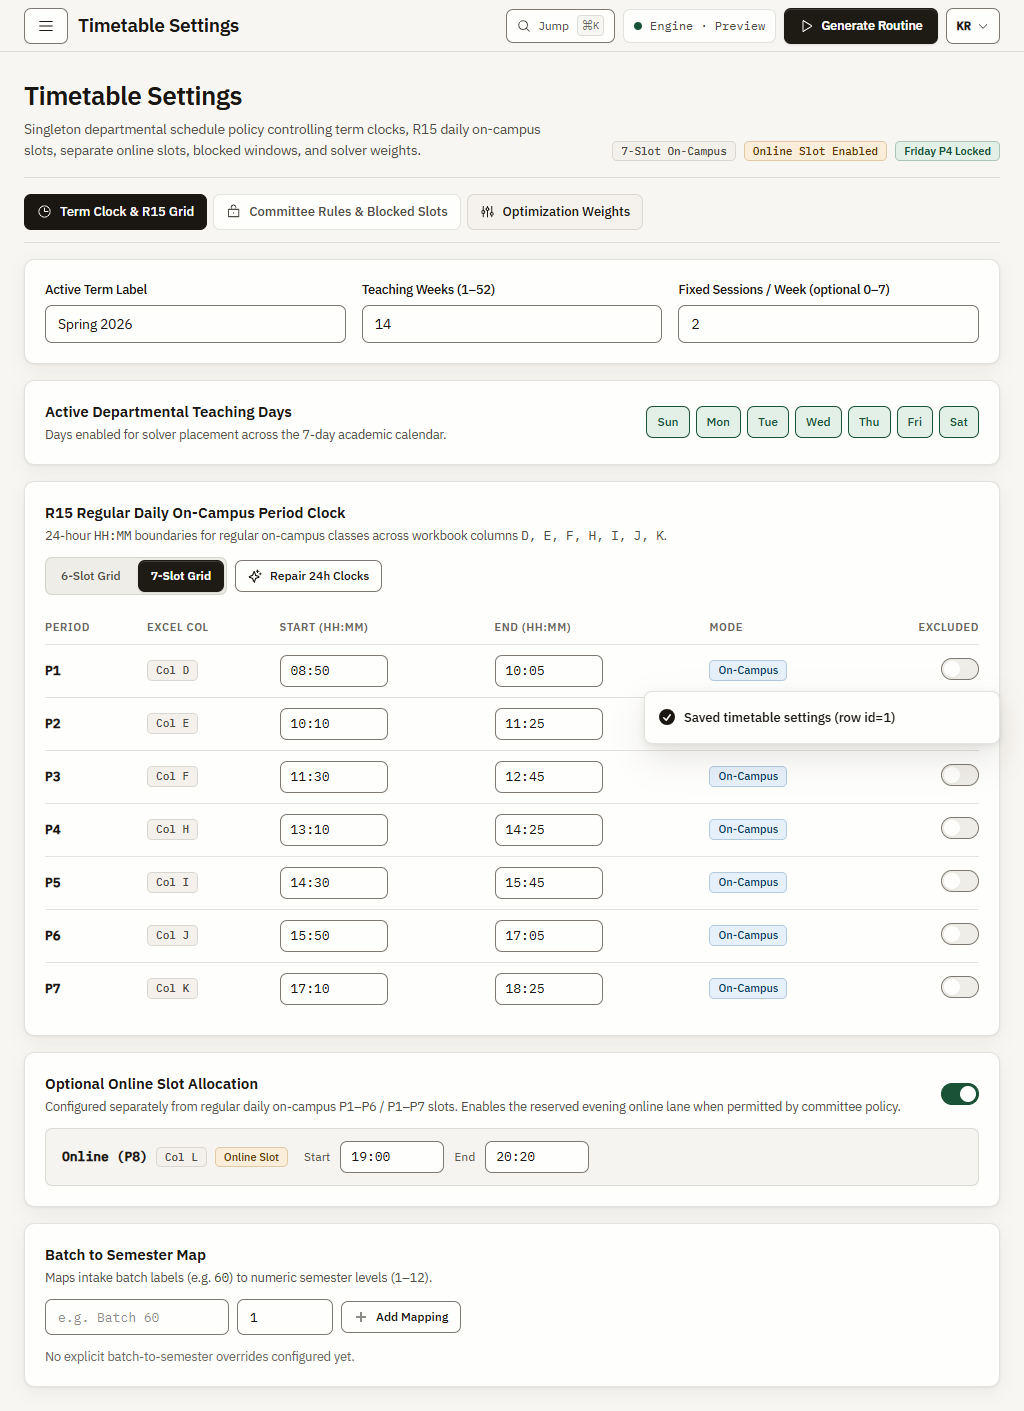 Timetable Settings
Jump ⌘K
Engine · Preview
Generate Routine
KR
Timetable Settings
Singleton departmental schedule policy controlling term clocks, R15 daily on-campus
slots, separate online slots, blocked windows, and solver weights.
7-Slot On-Campus
Online Slot Enabled
Friday P4 Locked
Term Clock & R15 Grid
Committee Rules & Blocked Slots
Optimization Weights
Active Term Label
Teaching Weeks (1–52)
Fixed Sessions / Week (optional 0–7)
Spring 2026
14
2
Active Departmental Teaching Days
Days enabled for solver placement across the 7-day academic calendar.
Sun Mon Tue Wed Thu Fri Sat
R15 Regular Daily On-Campus Period Clock
24-hour HH:MM boundaries for regular on-campus classes across workbook columns D, E, F, H, I, J, K.
6-Slot Grid
7-Slot Grid
Repair 24h Clocks
PERIOD EXCEL COL START (HH:MM) END (HH:MM) MODE EXCLUDED
P1 Col D 08:50 10:05 On-Campus
P2 Col E 10:10 11:25
Saved timetable settings (row id=1)
P3 Col F 11:30 12:45 On-Campus
P4 Col H 13:10 14:25 On-Campus
P5 Col I 14:30 15:45 On-Campus
P6 Col J 15:50 17:05 On-Campus
P7 Col K 17:10 18:25 On-Campus
Optional Online Slot Allocation
Configured separately from regular daily on-campus P1–P6 / P1–P7 slots. Enables the reserved evening online lane when permitted by committee policy.
Online (P8) Col L Online Slot Start 19:00 End 20:20
Batch to Semester Map
Maps intake batch labels (e.g. 60) to numeric semester levels (1–12).
e.g. Batch 60
1
Add Mapping
No explicit batch-to-semester overrides configured yet.